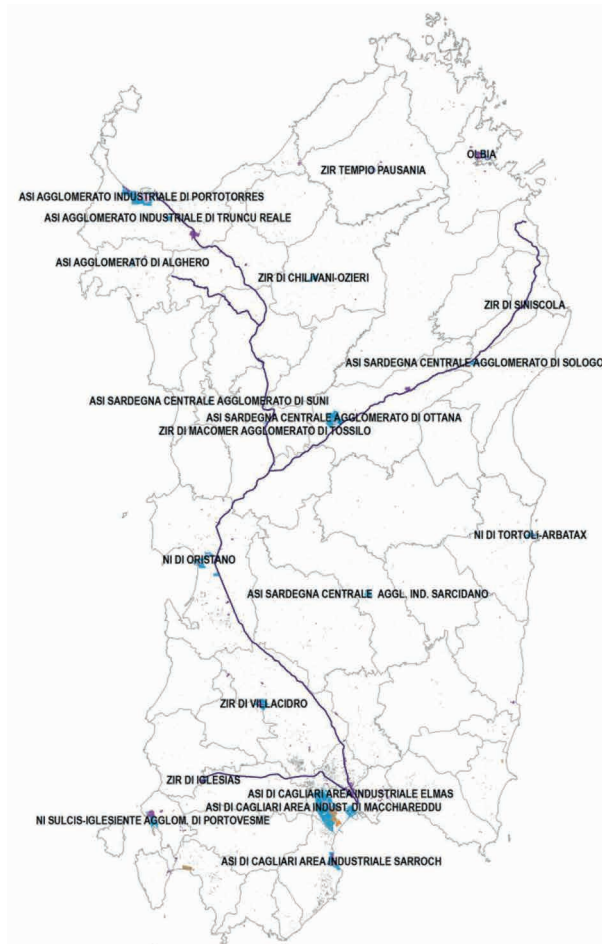 OLBIA
ZIR TEMPIO PAUSANIA
ASI AGGLOMERATO INDUSTRIALE DI PORTOTORRES
ASI AGGLOMERATO INDUSTRIALE DI TRUNCU REALE
ASI AGGLOMERATO DI ALGHERO
ZIR DI CHILIVANI-OZIERI
ZIR DI SINISCOLA
ASI SARDEGNA CENTRALE AGGLOMERATO DI SOLOGO
ASI SARDEGNA CENTRALE AGGLOMERATO DI SUNI
ASI SARDEGNA CENTRALE AGGLOMERATO DI OTTANA
ZIR DI MACOMER AGGLOMERATO DI TOSSILO
NI DI TORTOLI-ARBATAX
NI DI ORISTANO
ASI SARDEGNA CENTRALE AGGL. IND. SARCIDANO
ZIR DI VILLACIDRO
ZIR DI IGLESIAS
ASI DI CAGLIARI AREA INDUSTRIALE ELMAS
ASI DI CAGLIARI AREA INDUST. DI MACCHIAREDDU
NI SULCIS-IGLESIENTE AGGLOM. DI PORTOVESME
ASI DI CAGLIARI AREA INDUSTRIALE SARROCH